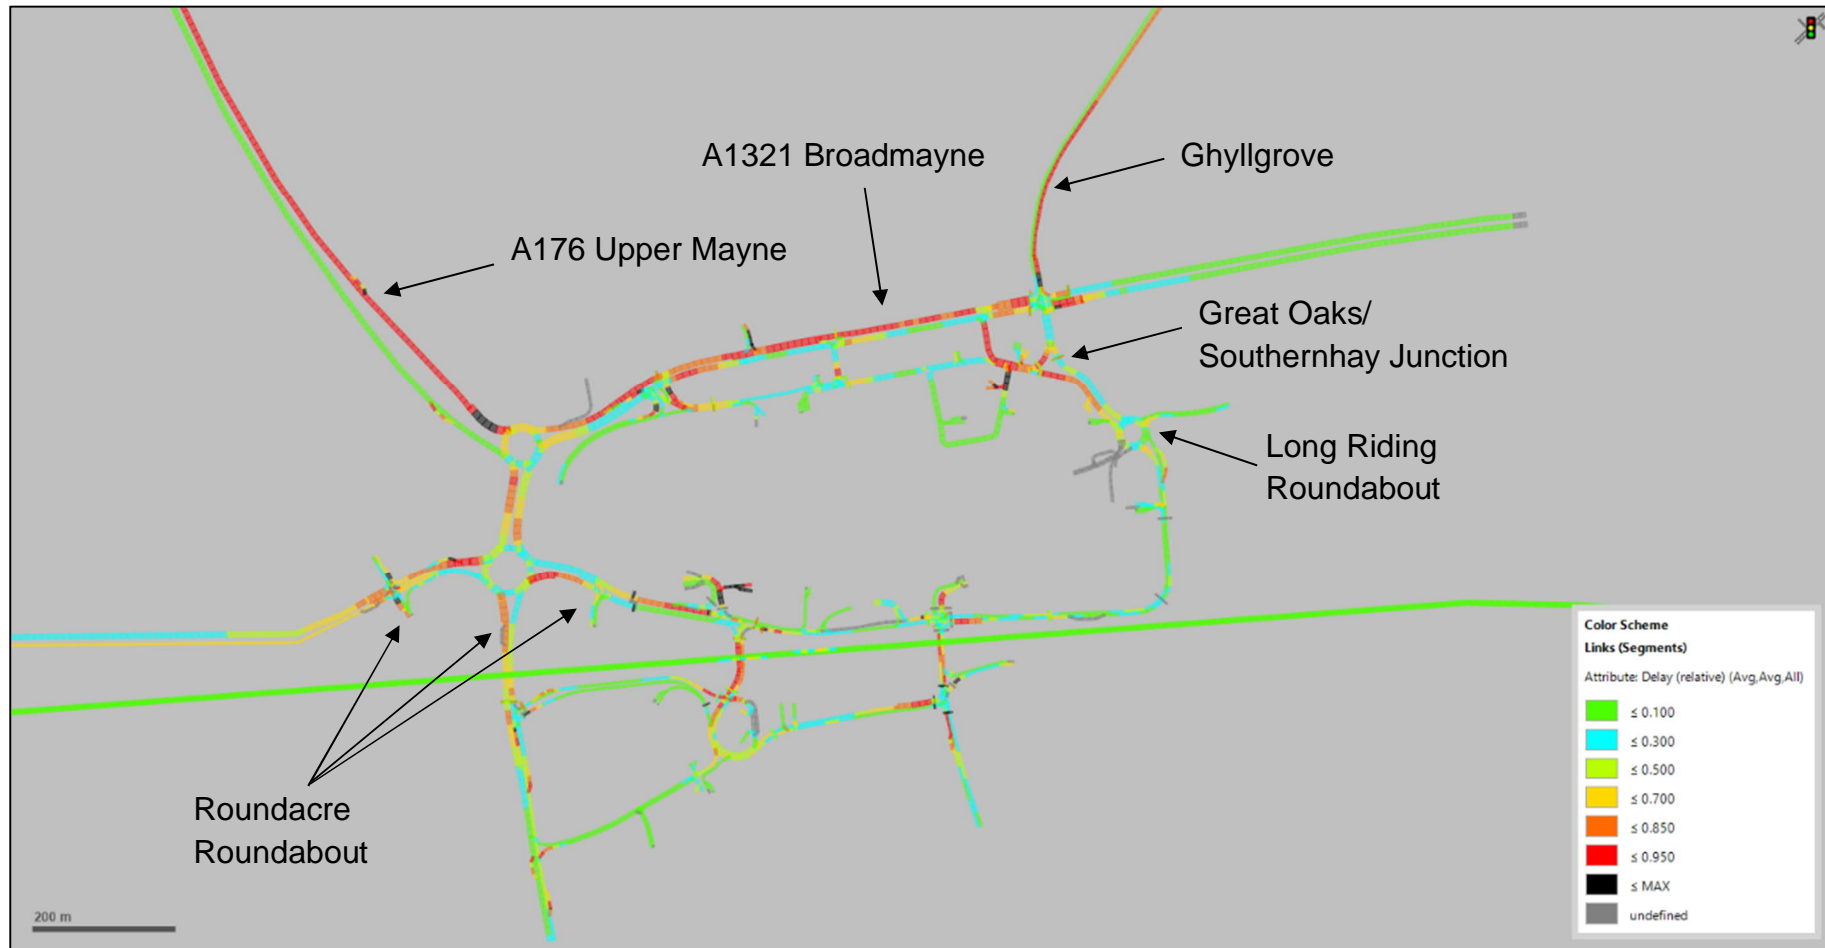 A1321 Broadmayne
Ghyllgrove
A176 Upper Mayne
Great Oaks/
Southernhay Junction
Long Riding
Roundabout
Roundacre
Roundabout
200 m
Color Scheme
Links (Segments)
Attribute: Delay (relative) (Avg,Avg,All)
≤ 0.100
≤ 0.300
≤ 0.500
≤ 0.700
≤ 0.850
≤ 0.950
≤ MAX
undefined